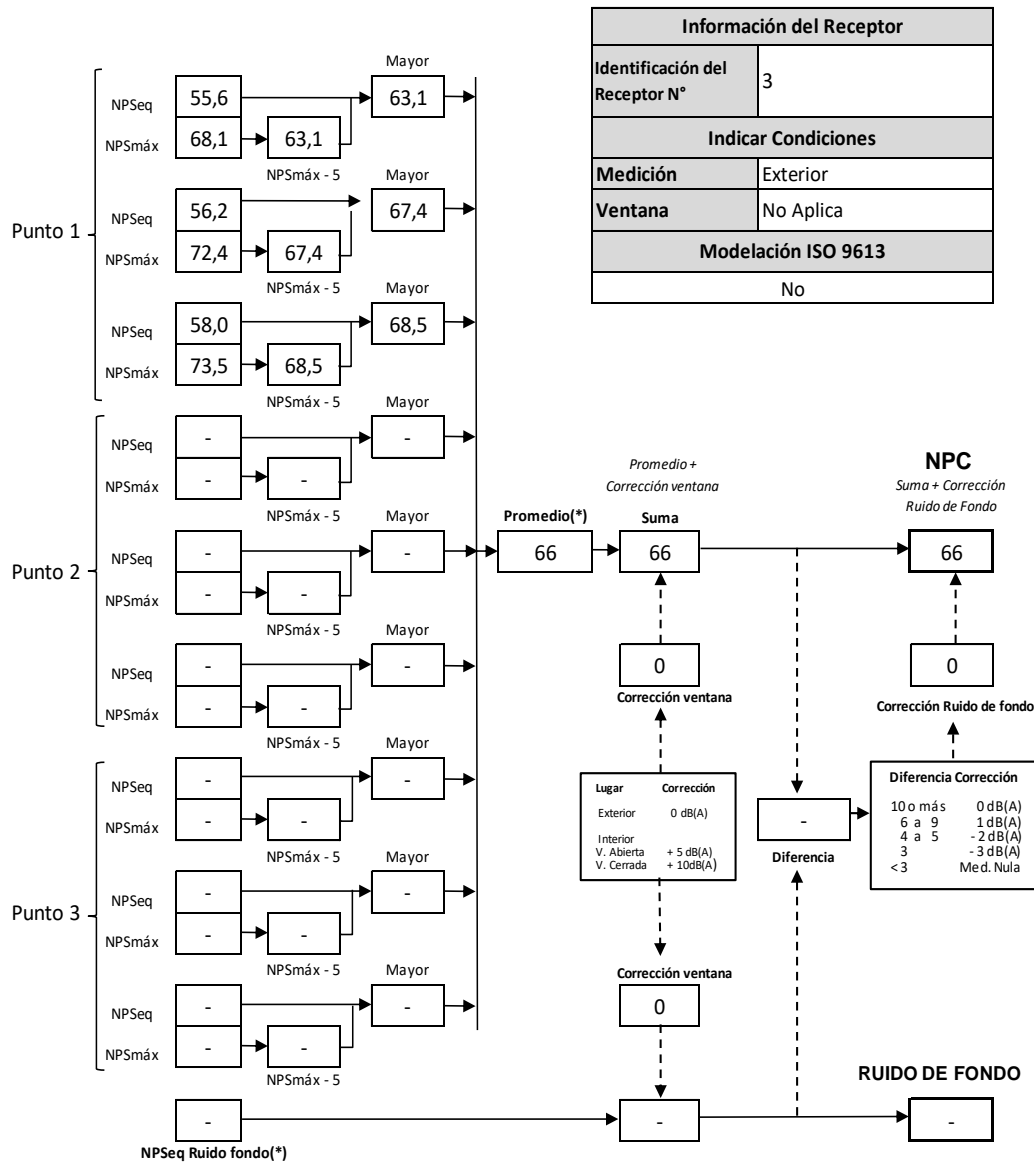 Información del Receptor
Identificación del Receptor N° 3
Indicar Condiciones
Medición Exterior
Ventana No Aplica
Modelación ISO 9613
No
Punto 1
Mayor
NPSeq 55,6 63,1
NPSmáx 68,1 63,1
NPSmáx - 5
Mayor
NPSeq 56,2 67,4
NPSmáx 72,4 67,4
NPSmáx - 5
Mayor
NPSeq 58,0 68,5
NPSmáx 73,5 68,5
NPSmáx - 5
Punto 2
Mayor
NPSeq - -
NPSmáx - -
NPSmáx - 5
Mayor
NPSeq - -
NPSmáx - -
NPSmáx - 5
Mayor
NPSeq - -
NPSmáx - -
NPSmáx - 5
Punto 3
Mayor
NPSeq - -
NPSmáx - -
NPSmáx - 5
Mayor
NPSeq - -
NPSmáx - -
NPSmáx - 5
Mayor
NPSeq - -
NPSmáx - -
NPSmáx - 5
-
NPSeq Ruido fondo(*)
Promedio(*)
66
Promedio +
Corrección ventana
Suma
66
0
Corrección ventana
Lugar Corrección
Exterior 0 dB(A)
Interior
V. Abierta + 5 dB(A)
V. Cerrada + 10dB(A)
Corrección ventana
0
-
-
Diferencia
NPC
Suma + Corrección
Ruido de Fondo
66
0
Corrección Ruido de fondo
Diferencia Corrección
10 o más 0 dB(A)
6 a 9 1 dB(A)
4 a 5 - 2 dB(A)
3 - 3 dB(A)
< 3 Med. Nula
RUIDO DE FONDO
-